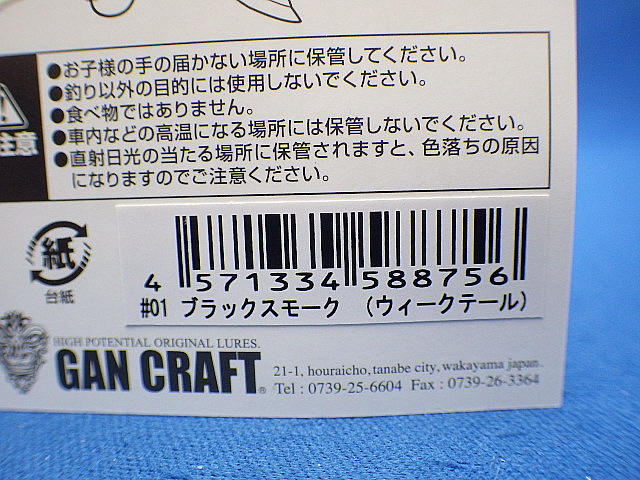 ●お子様の手の届かない場所に保管してください。
●釣り以外の目的には使用しないでください。
●食べ物ではありません。
●車内などの高温になる場所には保管しないでください。
●直射日光の当たる場所に保管されますと、色落ちの原因
になりますのでご注意ください。
注意
紙
台紙
4 571334 588756
#01 ブラックスモーク (ウィークテール)
HIGH POTENTIAL ORIGINAL LURES.
GAN CRAFT®
21-1, houraicho, tanabe city, wakayama japan.
Tel : 0739-25-6604 Fax : 0739-26-3364